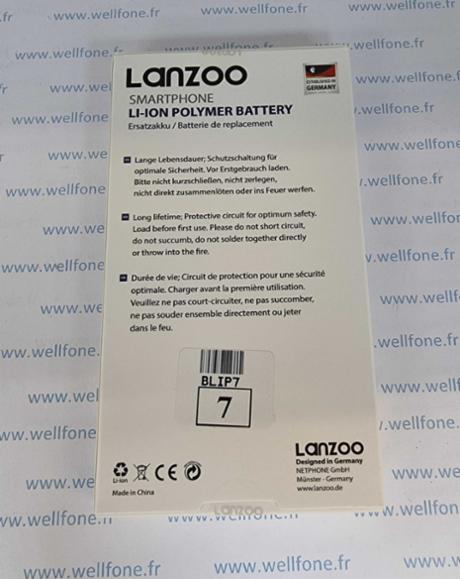 Lanzoo
ESTABLISHED IN
GERMANY
SMARTPHONE
LI-ION POLYMER BATTERY
Ersatzakku / Batterie de replacement
Lange Lebensdauer; Schutzschaltung für
optimale Sicherheit. Vor Erstgebrauch laden.
Bitte nicht kurzschließen, nicht zerlegen,
nicht direkt zusammenlöten oder ins Feuer werfen.
Long lifetime; Protective circuit for optimum safety.
Load before first use. Please do not short circuit,
do not succumb, do not solder together directly
or throw into the fire.
Durée de vie; Circuit de protection pour une sécurité
optimale. Charger avant la première utilisation.
Veuillez ne pas court-circuiter, ne pas succomber,
ne pas souder ensemble directement ou jeter
dans le feu.
BLIP7
7
Lanzoo
Designed in Germany
NETPHONE GmbH
Münster - Germany
www.lanzoo.de
Li-ion
CE
Made in China
Lanzoo
www.wellfone.fr